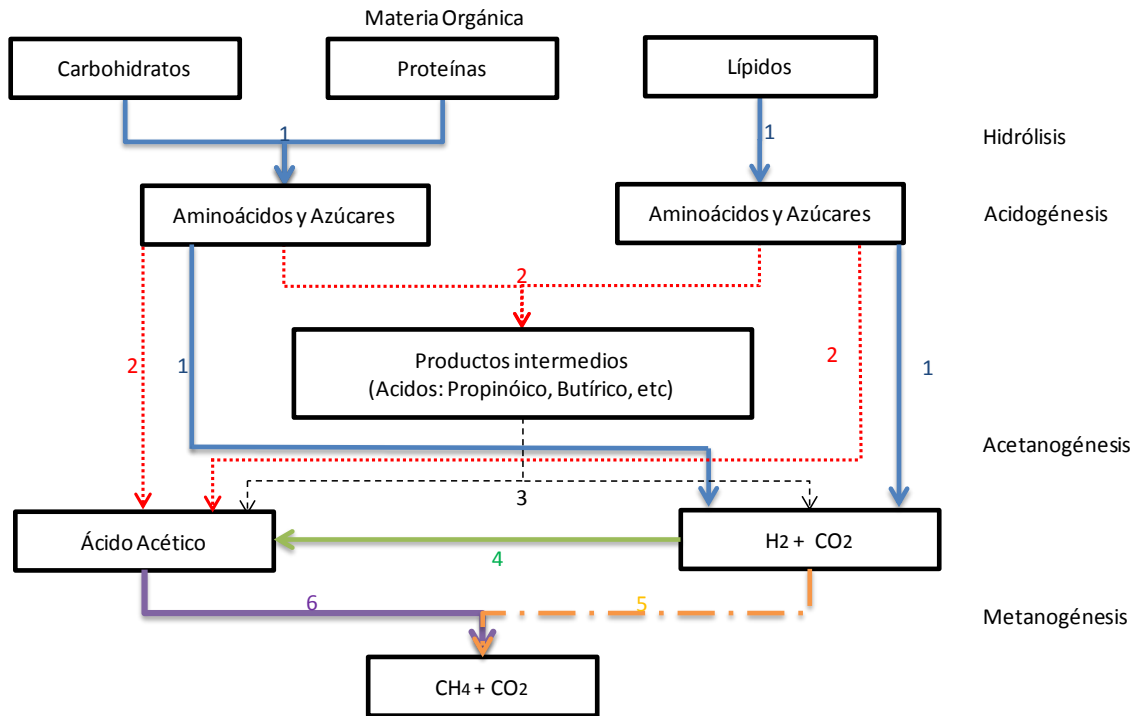 Materia Orgánica
Carbohidratos
Proteínas
Lípidos
1
1
Hidrólisis
Aminoácidos y Azúcares
Aminoácidos y Azúcares
Acidogénesis
2
2
1
Productos intermedios
(Acidos: Propinóico, Butírico, etc)
2
1
Acetanogénesis
3
Ácido Acético
H2 + CO2
4
6
5
Metanogénesis
CH4 + CO2